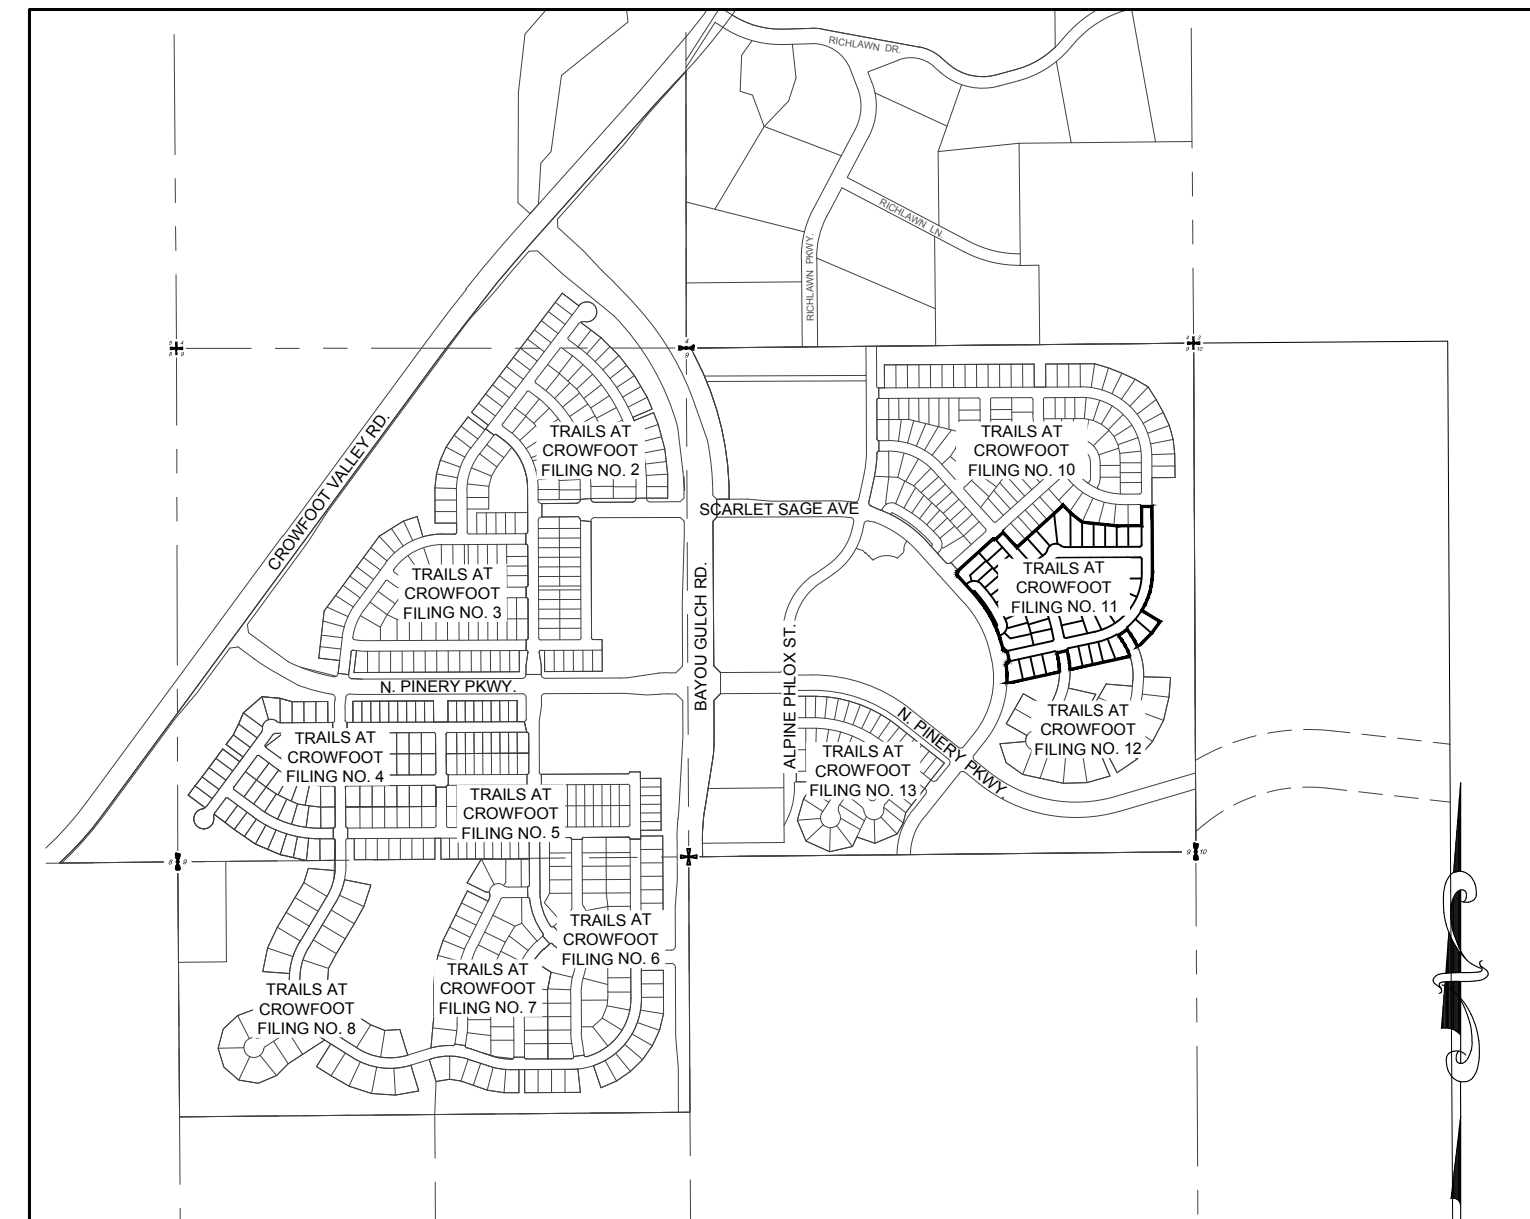 RICHLAWN DR.
RICHLAWN LN.
RICHLAWN PKWY.
CROWFOOT VALLEY RD.
TRAILS AT
CROWFOOT
FILING NO. 2
TRAILS AT
CROWFOOT
FILING NO. 10
SCARLET SAGE AVE
TRAILS AT
CROWFOOT
FILING NO. 3
TRAILS AT
CROWFOOT
FILING NO. 11
BAYOU GULCH RD.
ALPINE PHLOX ST.
N. PINERY PKWY.
N. PINERY PKWY.
TRAILS AT
CROWFOOT
FILING NO. 12
TRAILS AT
CROWFOOT
FILING NO. 4
TRAILS AT
CROWFOOT
FILING NO. 13
TRAILS AT
CROWFOOT
FILING NO. 5
8 9
9 10
TRAILS AT
CROWFOOT
FILING NO. 6
TRAILS AT
CROWFOOT
FILING NO. 7
TRAILS AT
CROWFOOT
FILING NO. 8